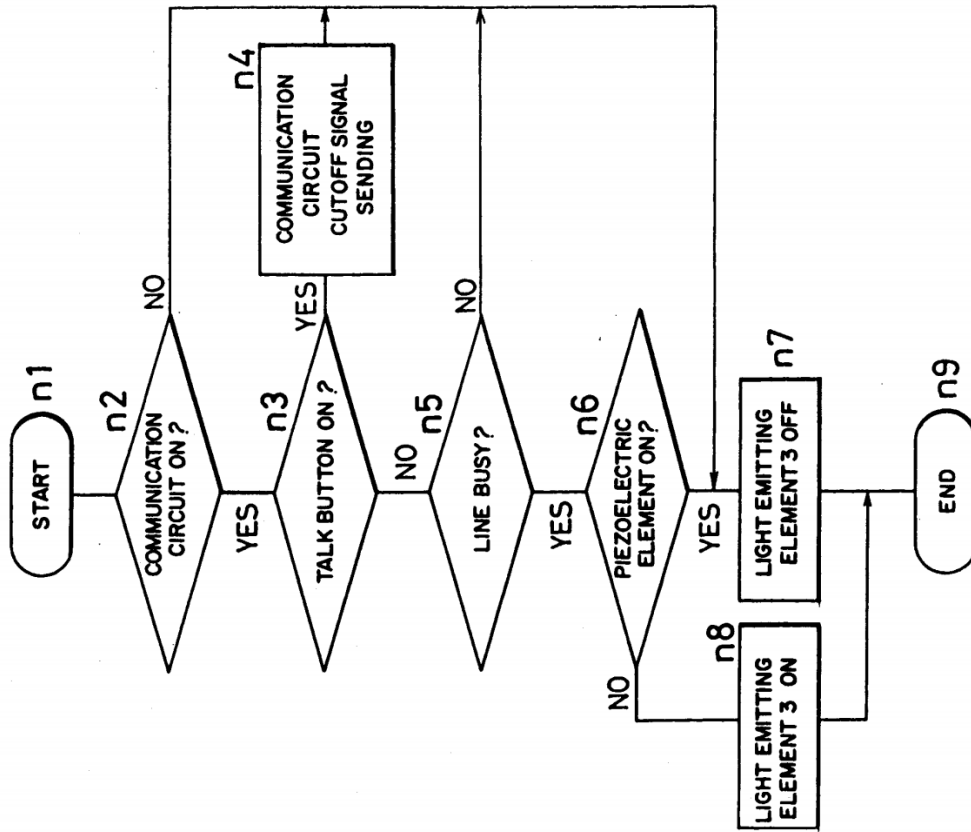 START
n1
n2
COMMUNICATION
CIRCUIT ON?
NO
YES
n3
TALK BUTTON ON?
YES
n4
COMMUNICATION
CIRCUIT
CUTOFF SIGNAL
SENDING
NO
n5
LINE BUSY?
NO
YES
n6
PIEZOELECTRIC
ELEMENT ON?
NO
YES
n8
LIGHT EMITTING
ELEMENT 3 ON
n7
LIGHT EMITTING
ELEMENT 3 OFF
END
n9